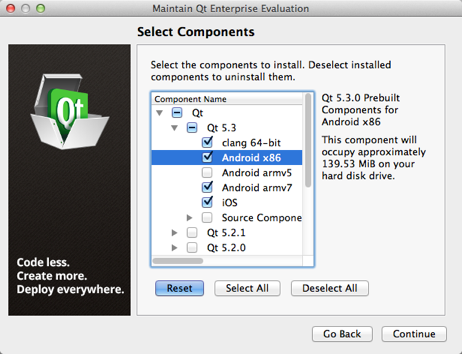 Maintain Qt Enterprise Evaluation
Select Components
Qt
Code less.
Create more.
Deploy everywhere.
Select the components to install. Deselect installed
components to uninstall them.
Component Name
Qt
Qt 5.3
clang 64-bit
Android x86
Android armv5
Android armv7
iOS
Source Compone
Qt 5.2.1
Qt 5.2.0
Qt 5.3.0 Prebuilt
Components for
Android x86
This component will
occupy approximately
139.53 MiB on your
hard disk drive.
Reset
Select All
Deselect All
Go Back
Continue